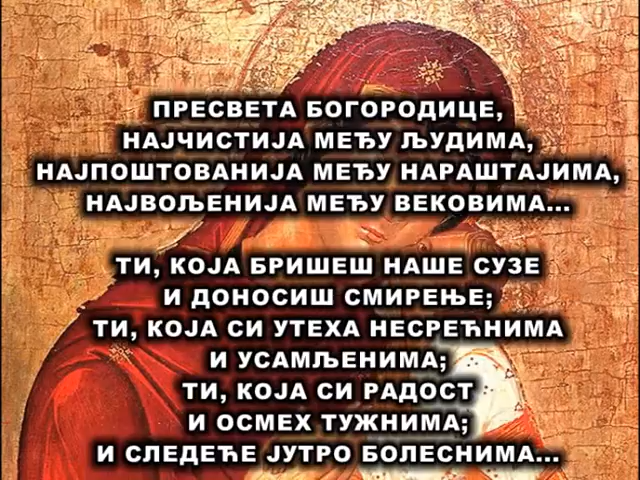 ПРЕСВЕТА БОГОРОДИЦЕ,
НАЈЧИСТИЈА МЕЂУ ЉУДИМА,
НАЈПОШТОВАНИЈА МЕЂУ НАРАШТАЈИМА,
НАЈВОЉЕНИЈА МЕЂУ ВЕКОВИМА...
ТИ, КОЈА БРИШЕШ НАШЕ СУЗЕ
И ДОНОСИШ СМИРЕЊЕ;
ТИ, КОЈА СИ УТЕХА НЕСРЕЋНИМА
И УСАМЉЕНИМА;
ТИ, КОЈА СИ РАДОСТ
И ОСМЕХ ТУЖНИМА;
И СЛЕДЕЋЕ ЈУТРО БОЛЕСНИМА...